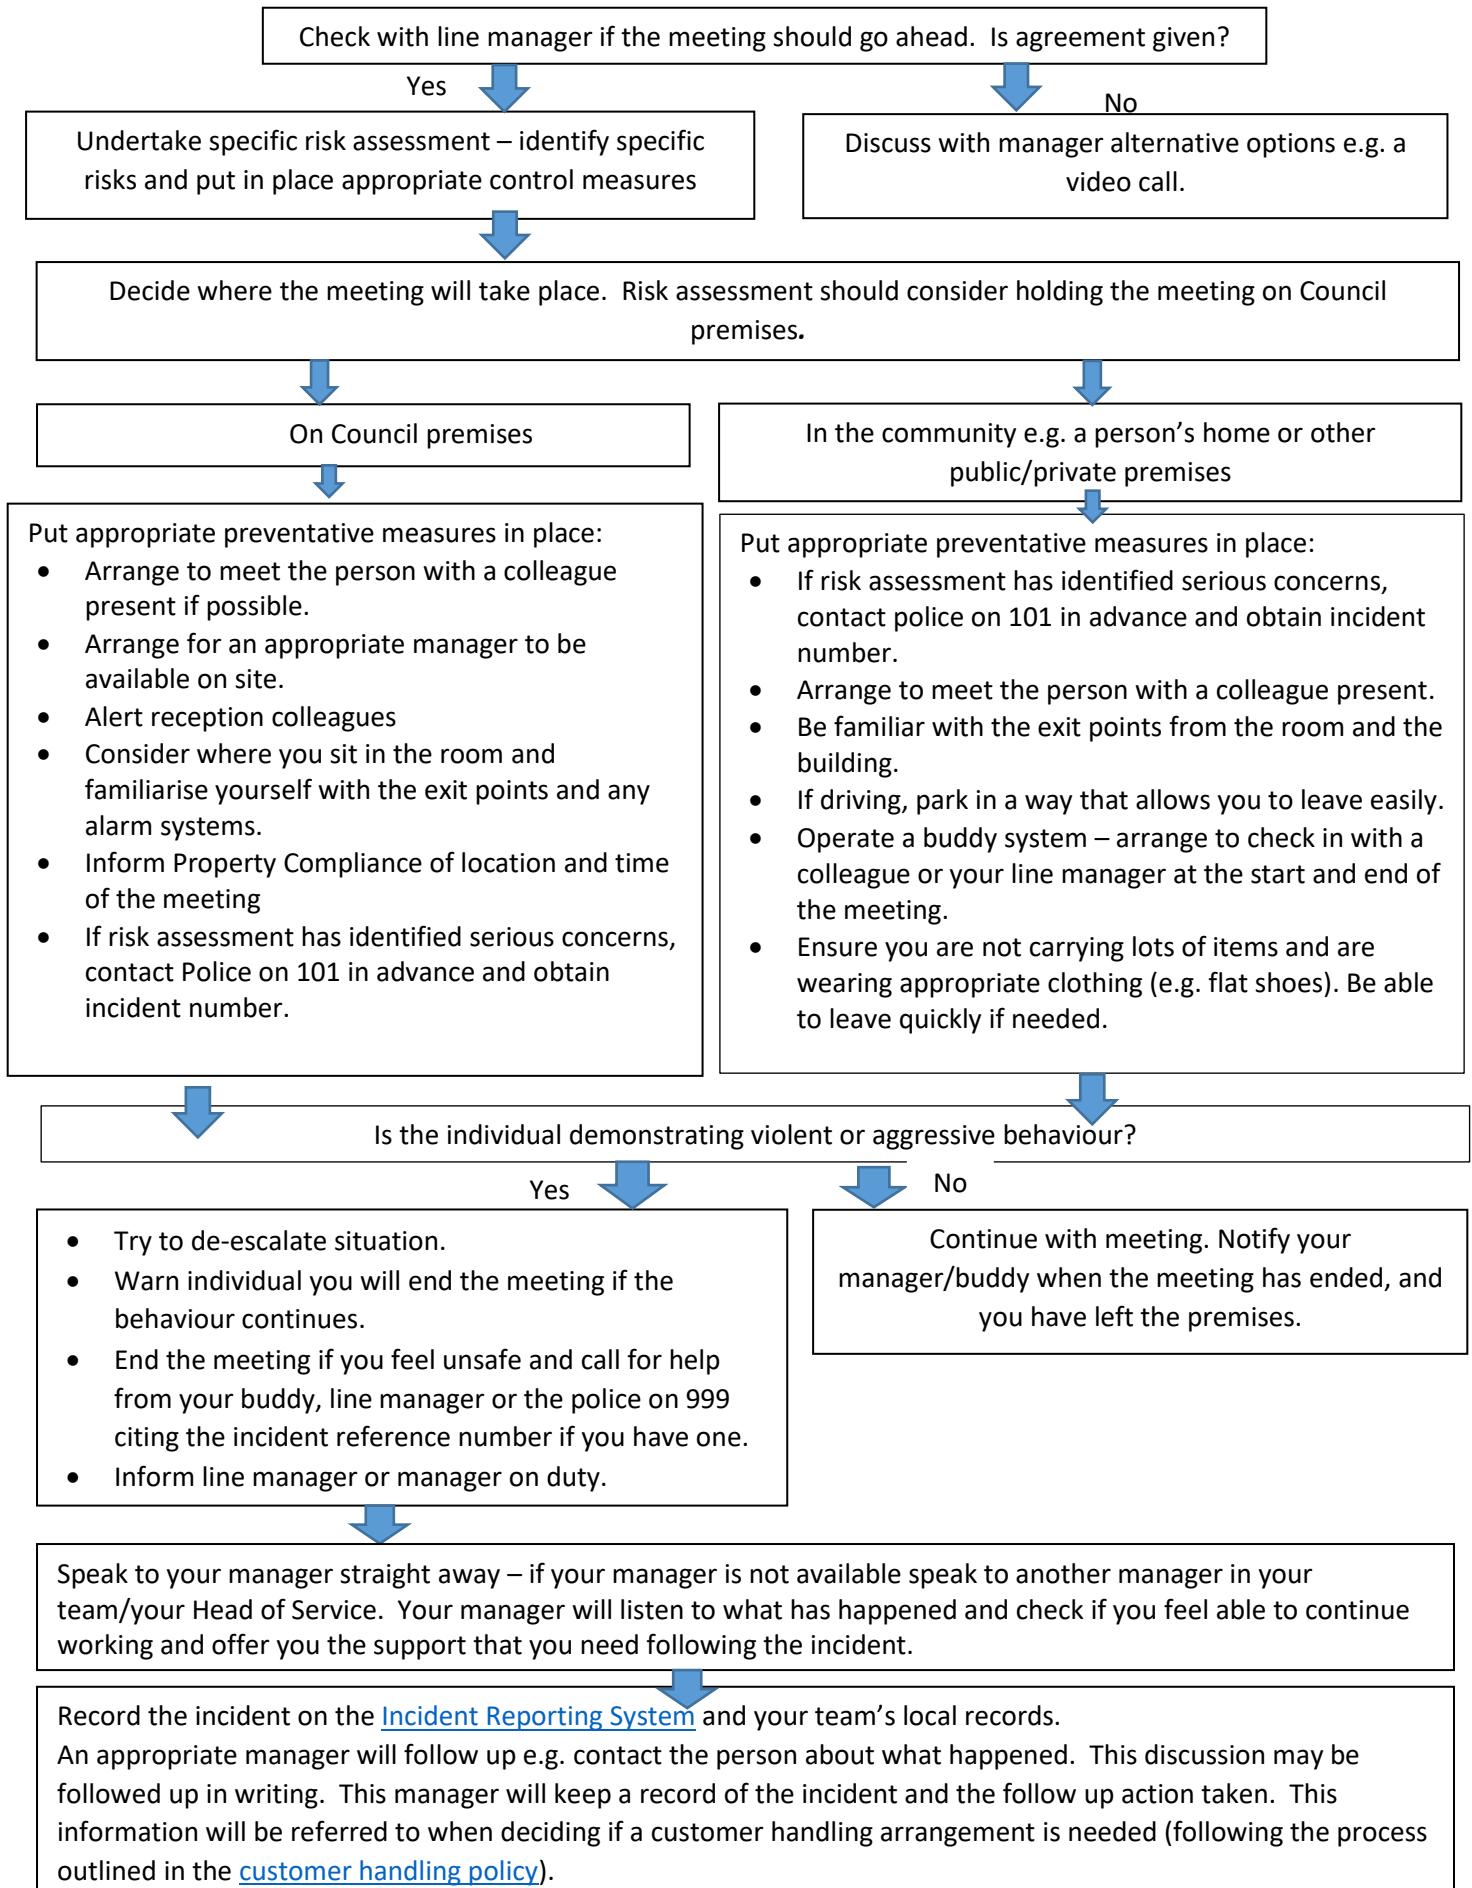 Check with line manager if the meeting should go ahead.  Is agreement given?
Yes
No
Undertake specific risk assessment – identify specific
risks and put in place appropriate control measures
Discuss with manager alternative options e.g. a
video call.
Decide where the meeting will take place.  Risk assessment should consider holding the meeting on Council
premises.
On Council premises
In the community e.g. a person’s home or other
public/private premises
Put appropriate preventative measures in place:
• Arrange to meet the person with a colleague
present if possible.
• Arrange for an appropriate manager to be
available on site.
• Alert reception colleagues
• Consider where you sit in the room and
familiarise yourself with the exit points and any
alarm systems.
• Inform Property Compliance of location and time
of the meeting
• If risk assessment has identified serious concerns,
contact Police on 101 in advance and obtain
incident number.
Put appropriate preventative measures in place:
• If risk assessment has identified serious concerns,
contact police on 101 in advance and obtain incident
number.
• Arrange to meet the person with a colleague present.
• Be familiar with the exit points from the room and the
building.
• If driving, park in a way that allows you to leave easily.
• Operate a buddy system – arrange to check in with a
colleague or your line manager at the start and end of
the meeting.
• Ensure you are not carrying lots of items and are
wearing appropriate clothing (e.g. flat shoes). Be able
to leave quickly if needed.
Is the individual demonstrating violent or aggressive behaviour?
Yes
No
• Try to de-escalate situation.
• Warn individual you will end the meeting if the
behaviour continues.
• End the meeting if you feel unsafe and call for help
from your buddy, line manager or the police on 999
citing the incident reference number if you have one.
• Inform line manager or manager on duty.
Continue with meeting. Notify your
manager/buddy when the meeting has ended, and
you have left the premises.
Speak to your manager straight away – if your manager is not available speak to another manager in your
team/your Head of Service.  Your manager will listen to what has happened and check if you feel able to continue
working and offer you the support that you need following the incident.
Record the incident on the Incident Reporting System and your team’s local records.
An appropriate manager will follow up e.g. contact the person about what happened.  This discussion may be
followed up in writing.  This manager will keep a record of the incident and the follow up action taken.  This
information will be referred to when deciding if a customer handling arrangement is needed (following the process
outlined in the customer handling policy).